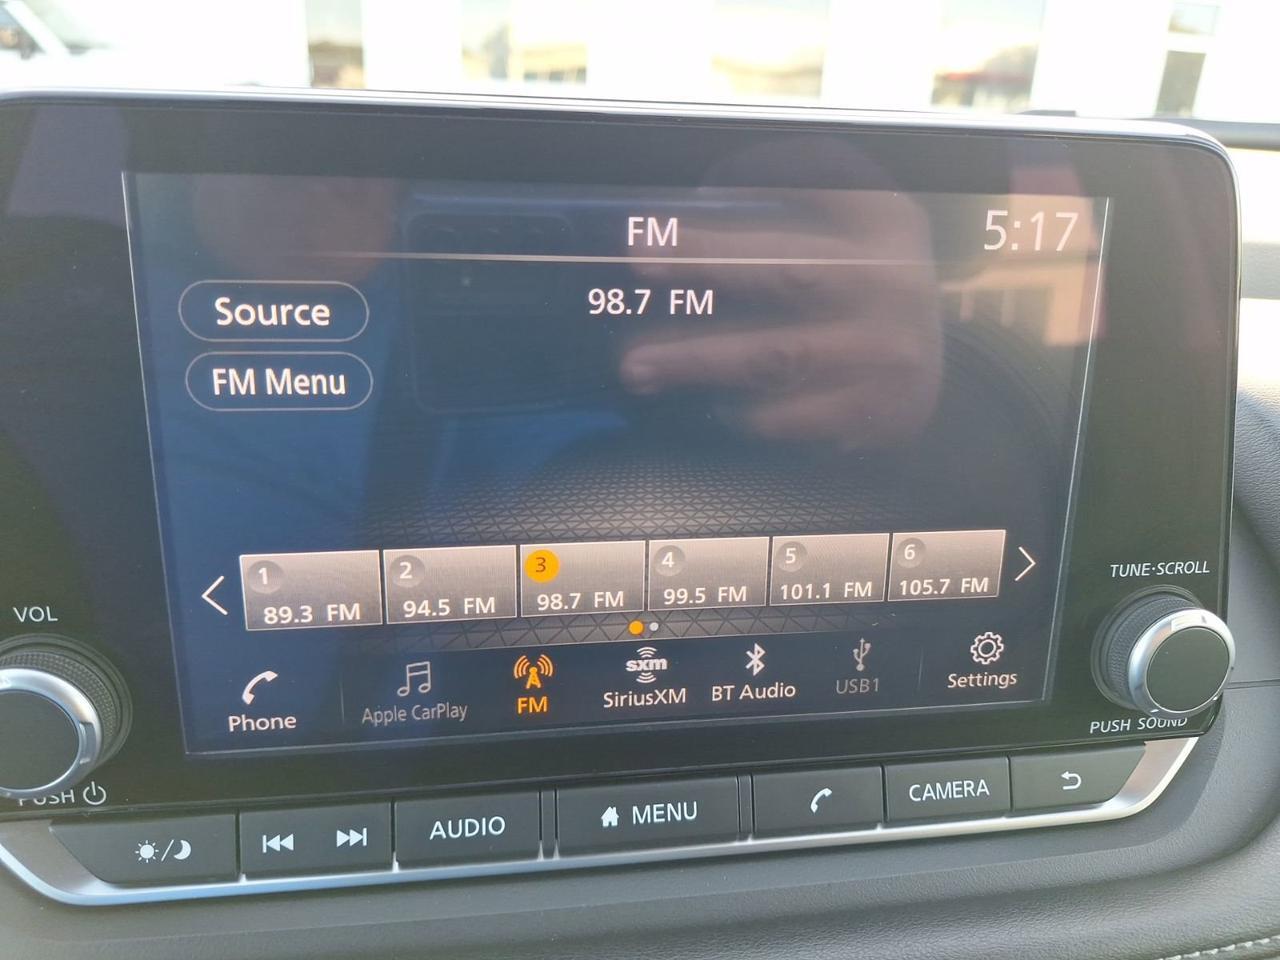 FM
5:17
98.7 FM
Source
FM Menu
1
89.3 FM
2
94.5 FM
3
98.7 FM
4
99.5 FM
5
101.1 FM
6
105.7 FM
Phone
Apple CarPlay
FM
sxm
SiriusXM
BT Audio
USB1
Settings
VOL
PUSH
TUNE·SCROLL
PUSH SOUND
AUDIO
MENU
CAMERA